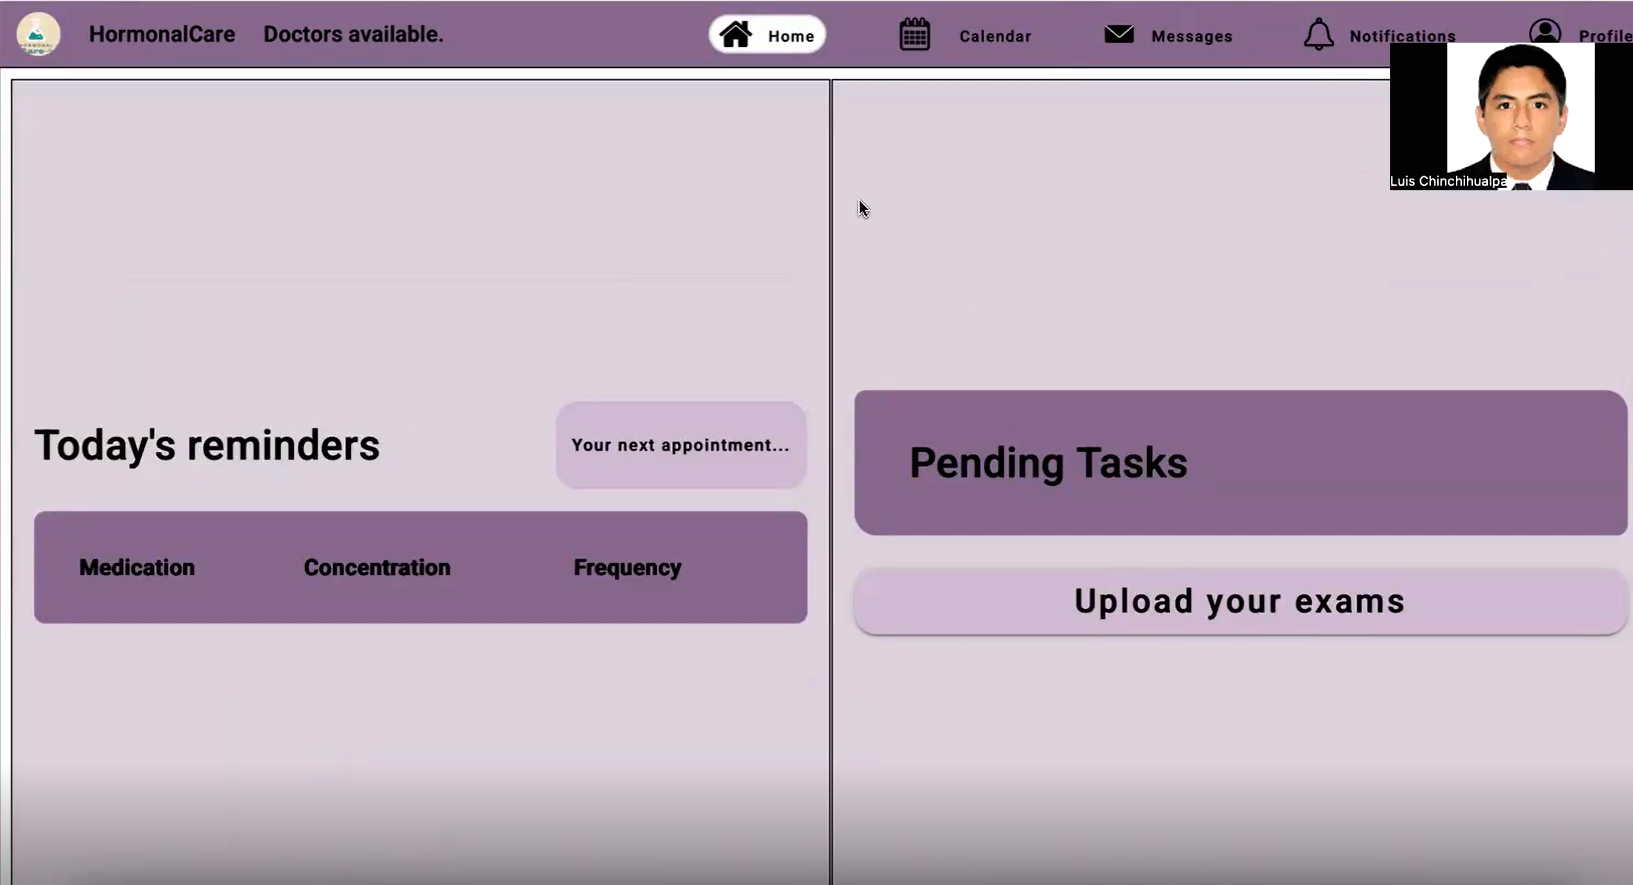 HormonalCare Doctors available. Home Calendar Messages Notifications Profile
Luis Chinchihualpa
Today's reminders
Your next appointment...
Medication Concentration Frequency
Pending Tasks
Upload your exams